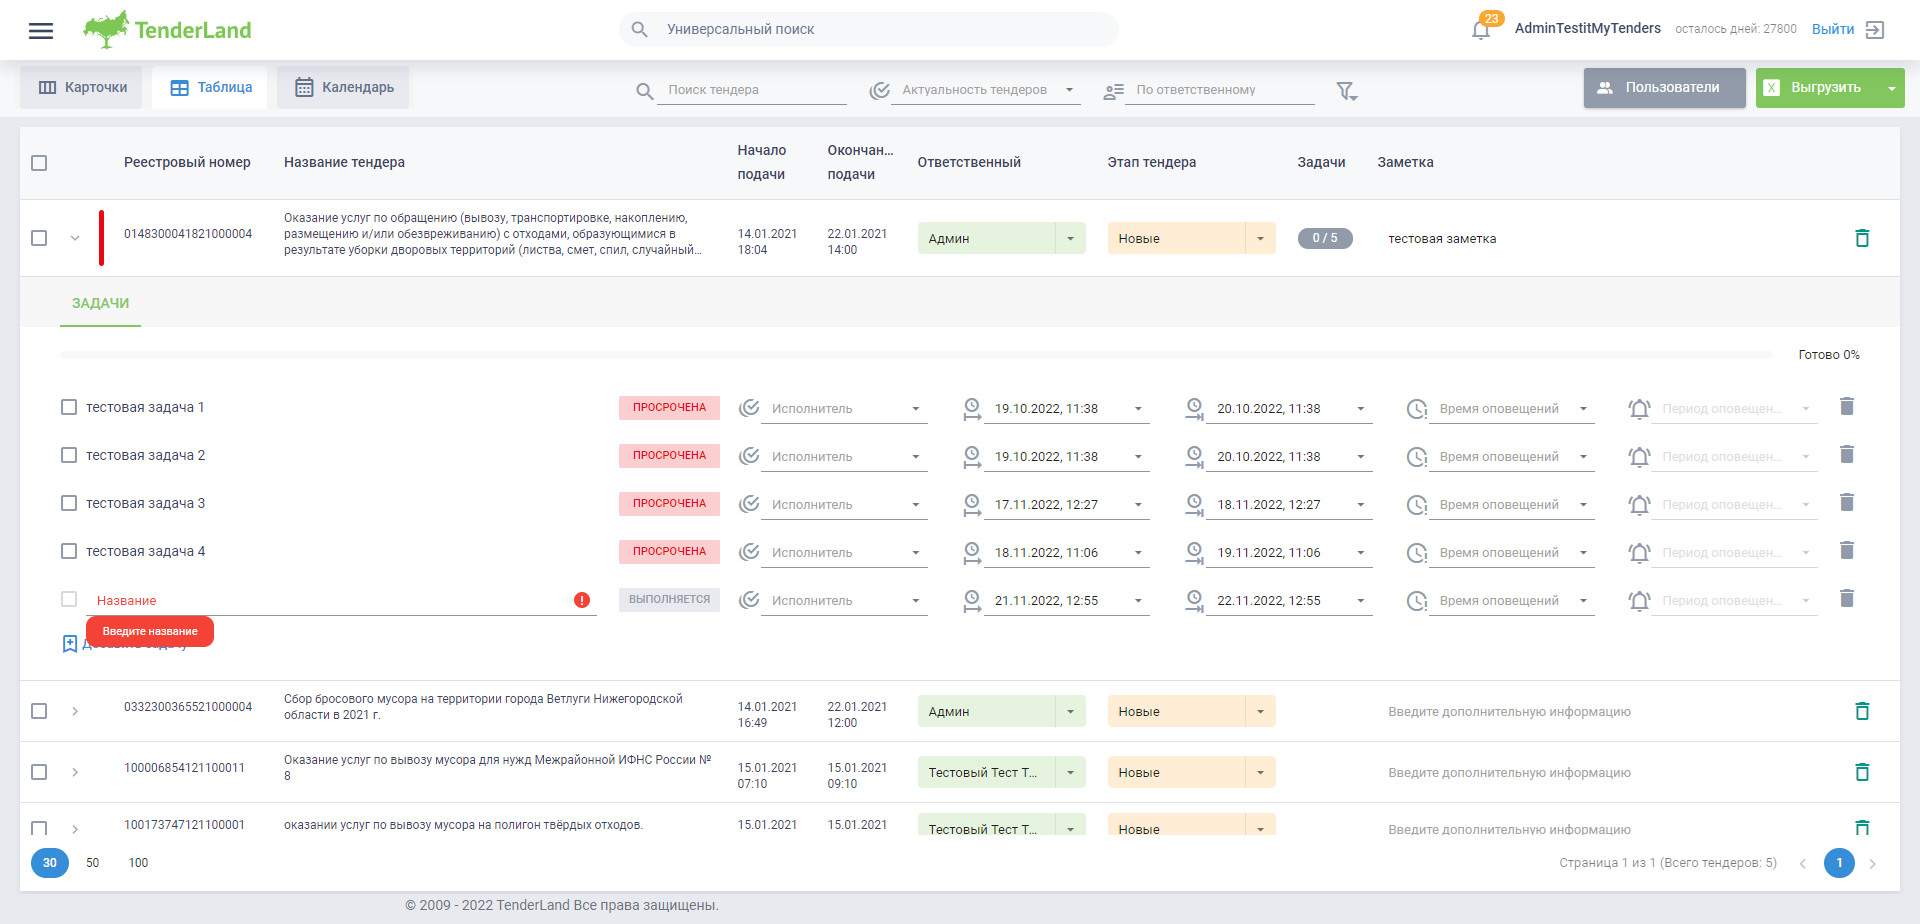 TenderLand
Универсальный поиск
23
AdminTestitMyTenders
осталось дней: 27800
Выйти
Карточки
Таблица
Календарь
Поиск тендера
Актуальность тендеров
По ответственному
Пользователи
X
Выгрузить
Реестровый номер
Название тендера
Начало
подачи
Окончан...
подачи
Ответственный
Этап тендера
Задачи
Заметка
0148300041821000004
Оказание услуг по обращению (вывозу, транспортировке, накоплению,
размещению и/или обезвреживанию) с отходами, образующимися в
результате уборки дворовых территорий (листва, смет, спил, случайный...
14.01.2021
18:04
22.01.2021
14:00
Админ
Новые
0 / 5
тестовая заметка
ЗАДАЧИ
Готово 0%
тестовая задача 1
ПРОСРОЧЕНА
Исполнитель
19.10.2022, 11:38
20.10.2022, 11:38
Время оповещений
Период оповещен...
тестовая задача 2
ПРОСРОЧЕНА
Исполнитель
19.10.2022, 11:38
20.10.2022, 11:38
Время оповещений
Период оповещен...
тестовая задача 3
ПРОСРОЧЕНА
Исполнитель
17.11.2022, 12:27
18.11.2022, 12:27
Время оповещений
Период оповещен...
тестовая задача 4
ПРОСРОЧЕНА
Исполнитель
18.11.2022, 11:06
19.11.2022, 11:06
Время оповещений
Период оповещен...
Название
ВЫПОЛНЯЕТСЯ
Исполнитель
21.11.2022, 12:55
22.11.2022, 12:55
Время оповещений
Период оповещен...
Введите название
0332300365521000004
Сбор бросового мусора на территории города Ветлуги Нижегородской
области в 2021 г.
14.01.2021
16:49
22.01.2021
12:00
Админ
Новые
Введите дополнительную информацию
100006854121100011
Оказание услуг по вывозу мусора для нужд Межрайонной ИФНС России №
8
15.01.2021
07:10
15.01.2021
09:10
Тестовый Тест Т...
Новые
Введите дополнительную информацию
100173747121100001
оказании услуг по вывозу мусора на полигон твёрдых отходов.
15.01.2021
15.01.2021
Тестовый Тест Т...
Новые
Введите дополнительную информацию
30
50
100
Страница 1 из 1 (Всего тендеров: 5)
1
© 2009 - 2022 TenderLand Все права защищены.